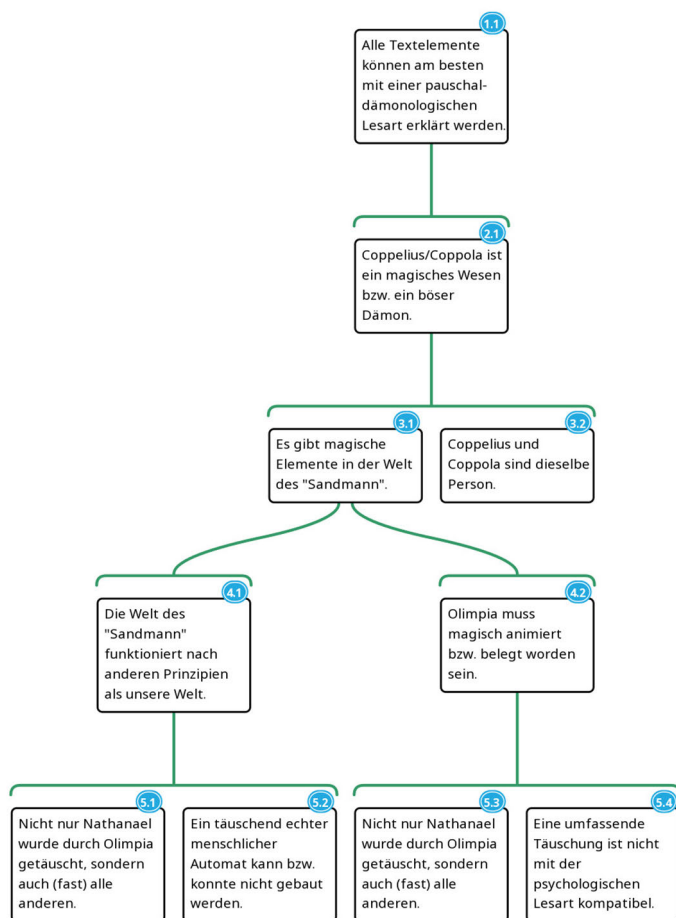 1.1
Alle Textelemente
können am besten
mit einer pauschal-
dämonologischen
Lesart erklärt werden.
2.1
Coppelius/Coppola ist
ein magisches Wesen
bzw. ein böser
Dämon.
3.1
Es gibt magische
Elemente in der Welt
des "Sandmann".
3.2
Coppelius und
Coppola sind dieselbe
Person.
4.1
Die Welt des
"Sandmann"
funktioniert nach
anderen Prinzipien
als unsere Welt.
4.2
Olimpia muss
magisch animiert
bzw. belegt worden
sein.
5.1
Nicht nur Nathanael
wurde durch Olimpia
getäuscht, sondern
auch (fast) alle
anderen.
5.2
Ein täuschend echter
menschlicher
Automat kann bzw.
konnte nicht gebaut
werden.
5.3
Nicht nur Nathanael
wurde durch Olimpia
getäuscht, sondern
auch (fast) alle
anderen.
5.4
Eine umfassende
Täuschung ist nicht
mit der
psychologischen
Lesart kompatibel.